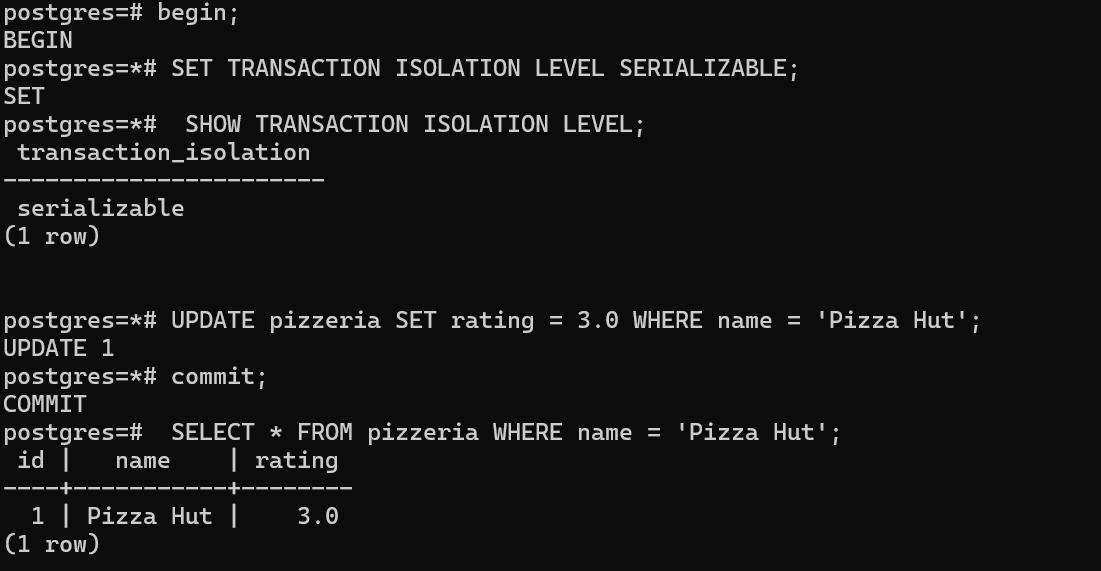 postgres=# begin;
BEGIN
postgres=*# SET TRANSACTION ISOLATION LEVEL SERIALIZABLE;
SET
postgres=*#  SHOW TRANSACTION ISOLATION LEVEL;
 transaction_isolation
-----------------------
 serializable
(1 row)


postgres=*# UPDATE pizzeria SET rating = 3.0 WHERE name = 'Pizza Hut';
UPDATE 1
postgres=*# commit;
COMMIT
postgres=#  SELECT * FROM pizzeria WHERE name = 'Pizza Hut';
 id |   name    | rating
----+-----------+--------
  1 | Pizza Hut |    3.0
(1 row)